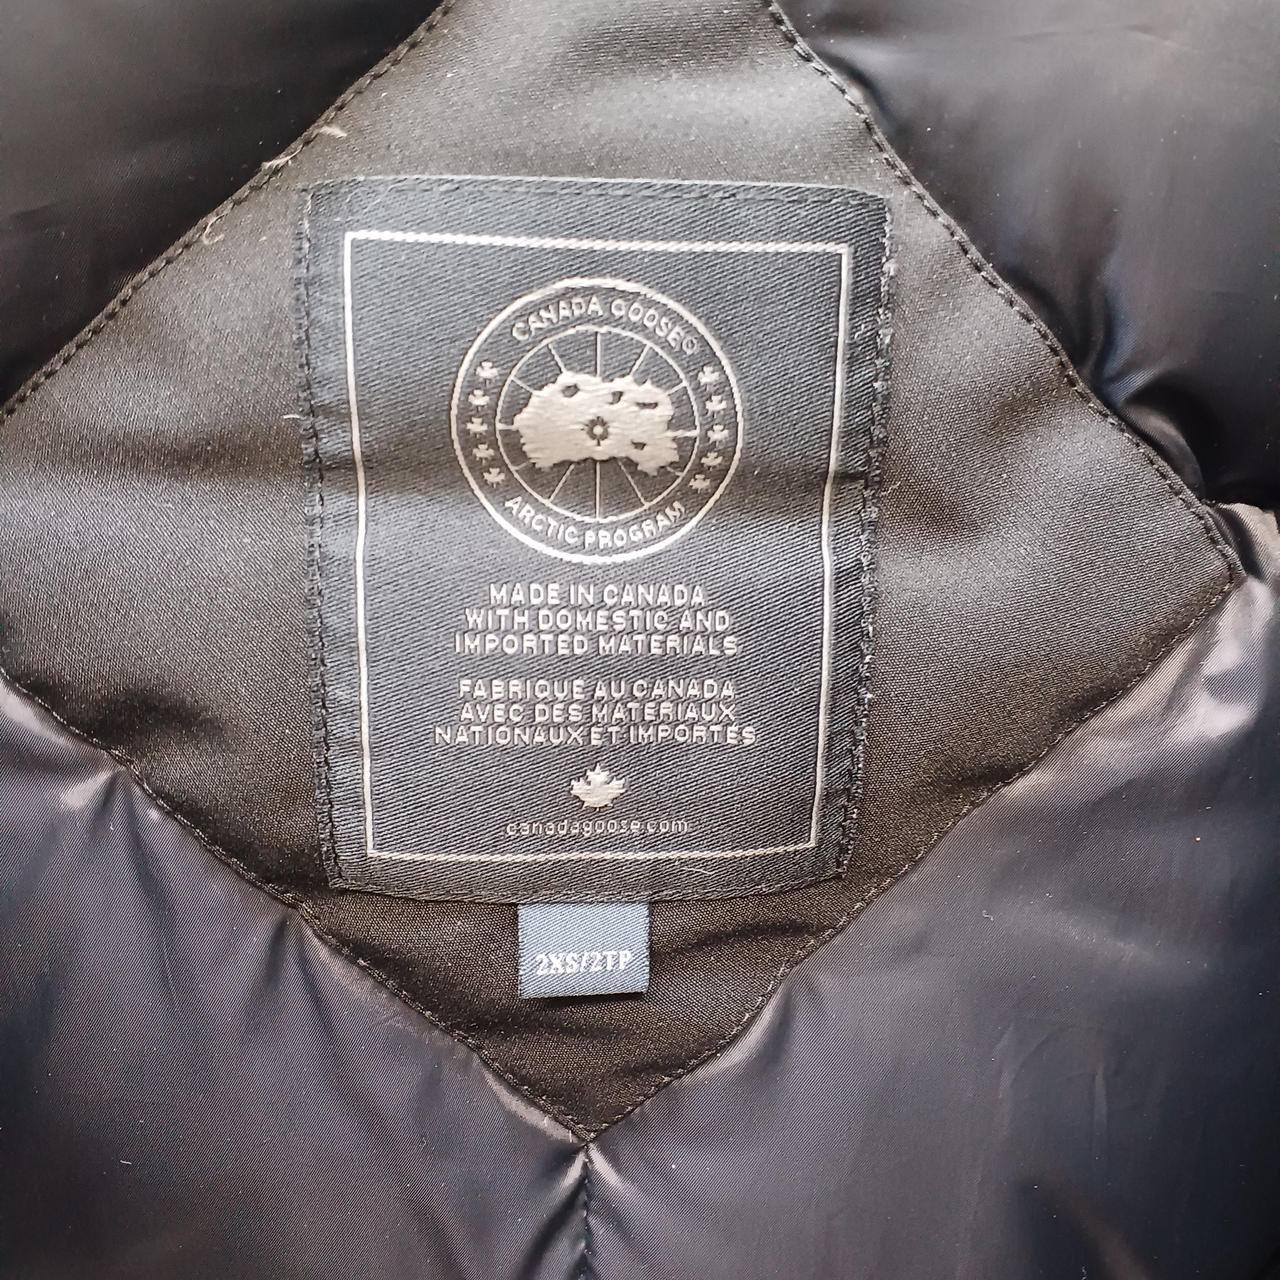 CANADA GOOSE®
ARCTIC PROGRAM
MADE IN CANADA
WITH DOMESTIC AND
IMPORTED MATERIALS
FABRIQUE AU CANADA
AVEC DES MATERIAUX
NATIONAUX ET IMPORTES
canadagoose.com
2XS/2TP